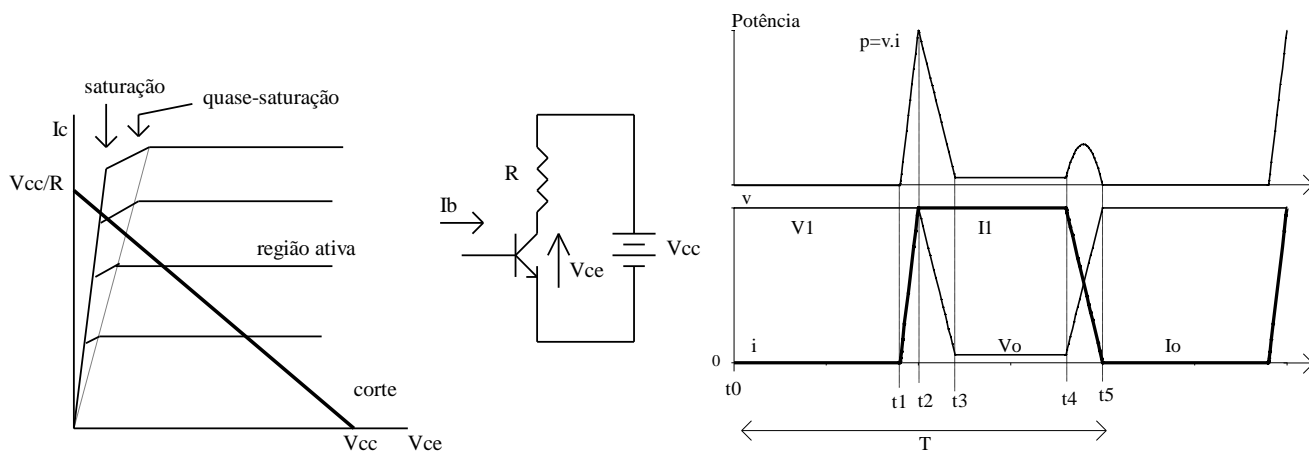 saturação
quase-saturação
Ic
Vcc/R
região ativa
corte
Vcc
Vce
R
Ib
Vce
Vcc
Potência
p=v.i
v
V1
I1
i
Vo
Io
0
t0
t1
t2
t3
t4
t5
T